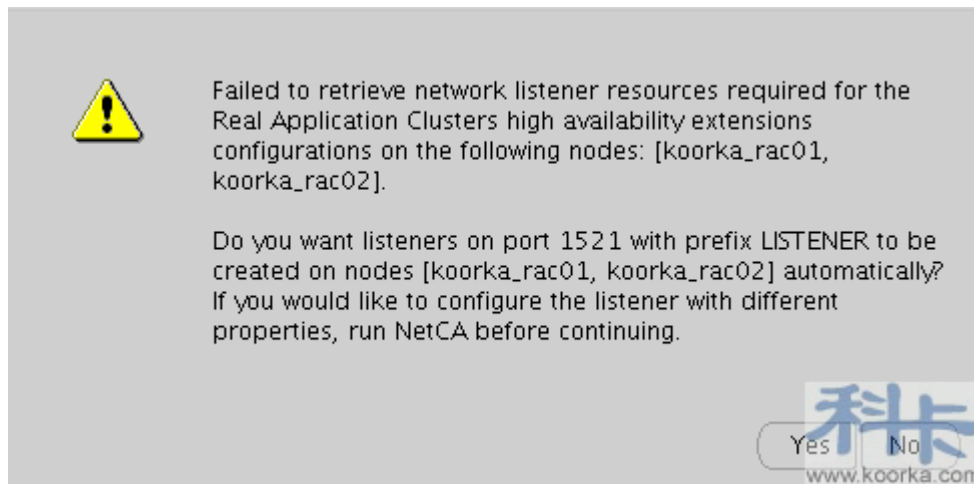 Failed to retrieve network listener resources required for the
Real Application Clusters high availability extensions
configurations on the following nodes: [koorka_rac01,
koorka_rac02].
Do you want listeners on port 1521 with prefix LISTENER to be
created on nodes [koorka_rac01, koorka_rac02] automatically?
If you would like to configure the listener with different
properties, run NetCA before continuing.
科卡
Yes No
www.koorka.com